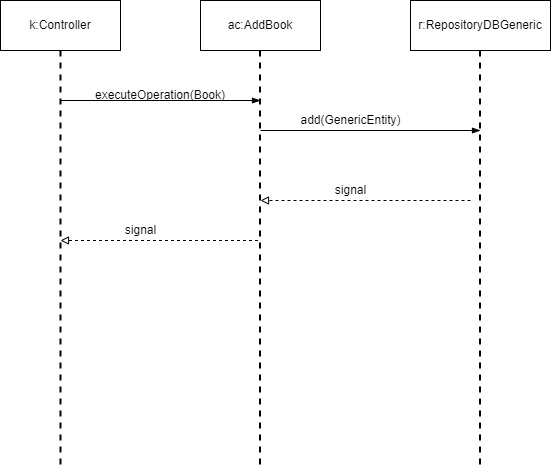 k:Controller
ac:AddBook
r:RepositoryDBGeneric
executeOperation(Book)
add(GenericEntity)
signal
signal